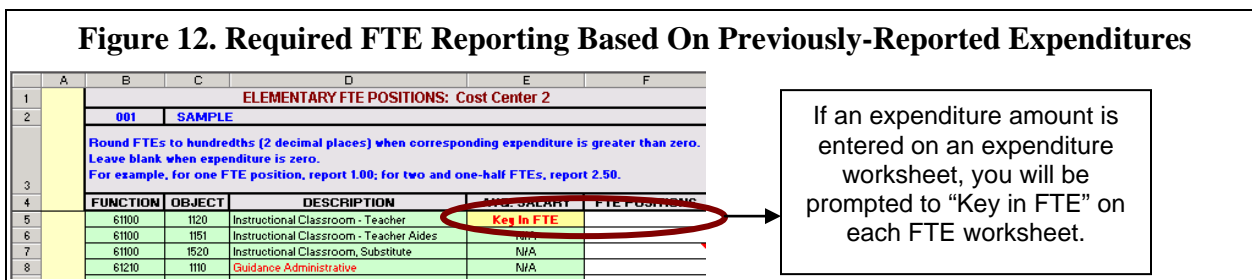 Figure 12. Required FTE Reporting Based On Previously-Reported Expenditures
A B C D E F
1 ELEMENTARY FTE POSITIONS: Cost Center 2
2 001 SAMPLE
Round FTEs to hundredths (2 decimal places) when corresponding expenditure is greater than zero.
Leave blank when expenditure is zero.
3 For example, for one FTE position, report 1.00; for two and one-half FTEs, report 2.50.
4 FUNCTION OBJECT DESCRIPTION AVG. SALARY FTE POSITIONS
5 61100 1120 Instructional Classroom - Teacher Key In FTE
6 61100 1151 Instructional Classroom - Teacher Aides N/A
7 61100 1520 Instructional Classroom, Substitute N/A
8 61210 1110 Guidance Administrative N/A
If an expenditure amount is
entered on an expenditure
worksheet, you will be
prompted to “Key in FTE” on
each FTE worksheet.